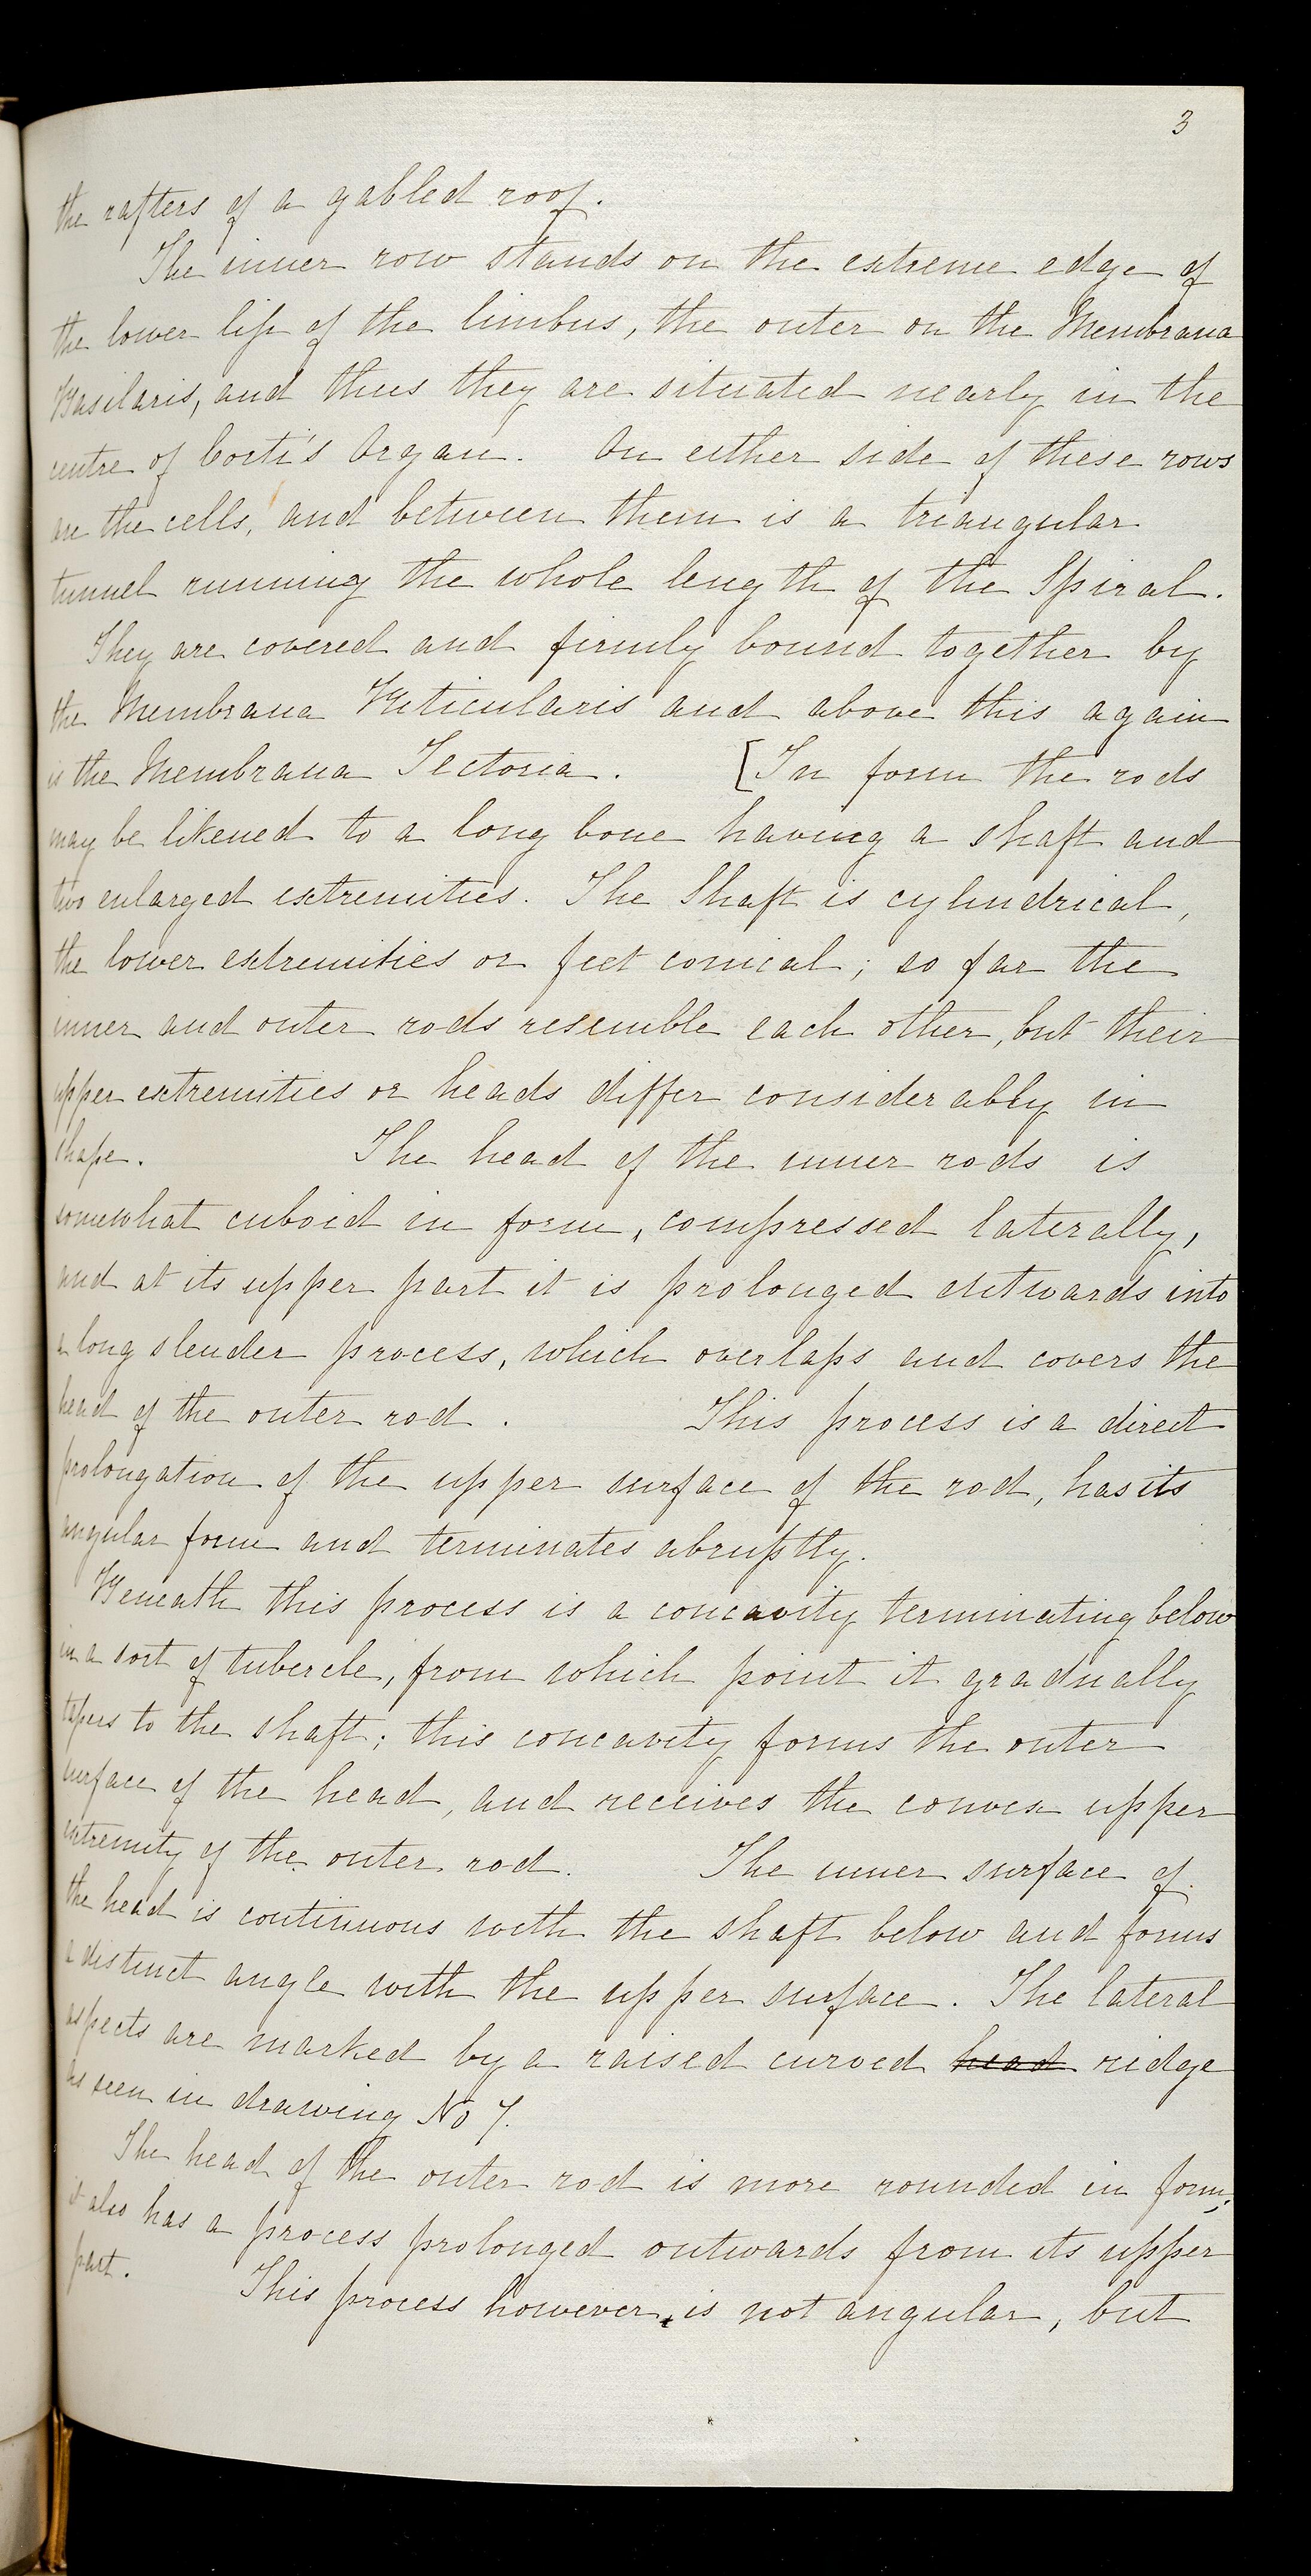 3
the rafters of a gabled roof.
The inner row stands on the extreme edge of
the lower lip of the limbus, the outer on the Membrana
Basilaris, and thus they are situated nearly in the
centre of Corti's Organ. On either side of these rows
are the cells, and between them is a triangular
tunnel running the whole length of the Spiral.
They are covered and firmly bound together by
the Membrana Reticularis and above this again
is the Membrana Tectoria. [In form the rods
may be likened to a long bone having a shaft and
two enlarged extremities. The Shaft is cylindrical,
the lower extremities or feet conical; so far the
inner and outer rods resemble each other, but their
upper extremities or heads differ considerably in
shape. The head of the inner rods is
somewhat cuboid in form, compressed laterally,
and at its upper part it is prolonged outwards into
a long slender process, which overlaps and covers the
head of the outer rod. This process is a direct
prolongation of the upper surface of the rod, has its
angular form and terminates abruptly.
Beneath this process is a concavity terminating below
in a sort of tubercle, from which point it gradually
tapers to the shaft; this concavity forms the outer
surface of the head, and receives the convex upper
extremity of the outer rod. The inner surface of
the head is continuous with the shaft below and forms
a distinct angle with the upper surface. The lateral
aspects are marked by a raised curved head ridge
as seen in drawing No 7.
The head of the outer rod is more rounded in form;
it also has a process prolonged outwards from its upper
part. This process however, is not angular, but